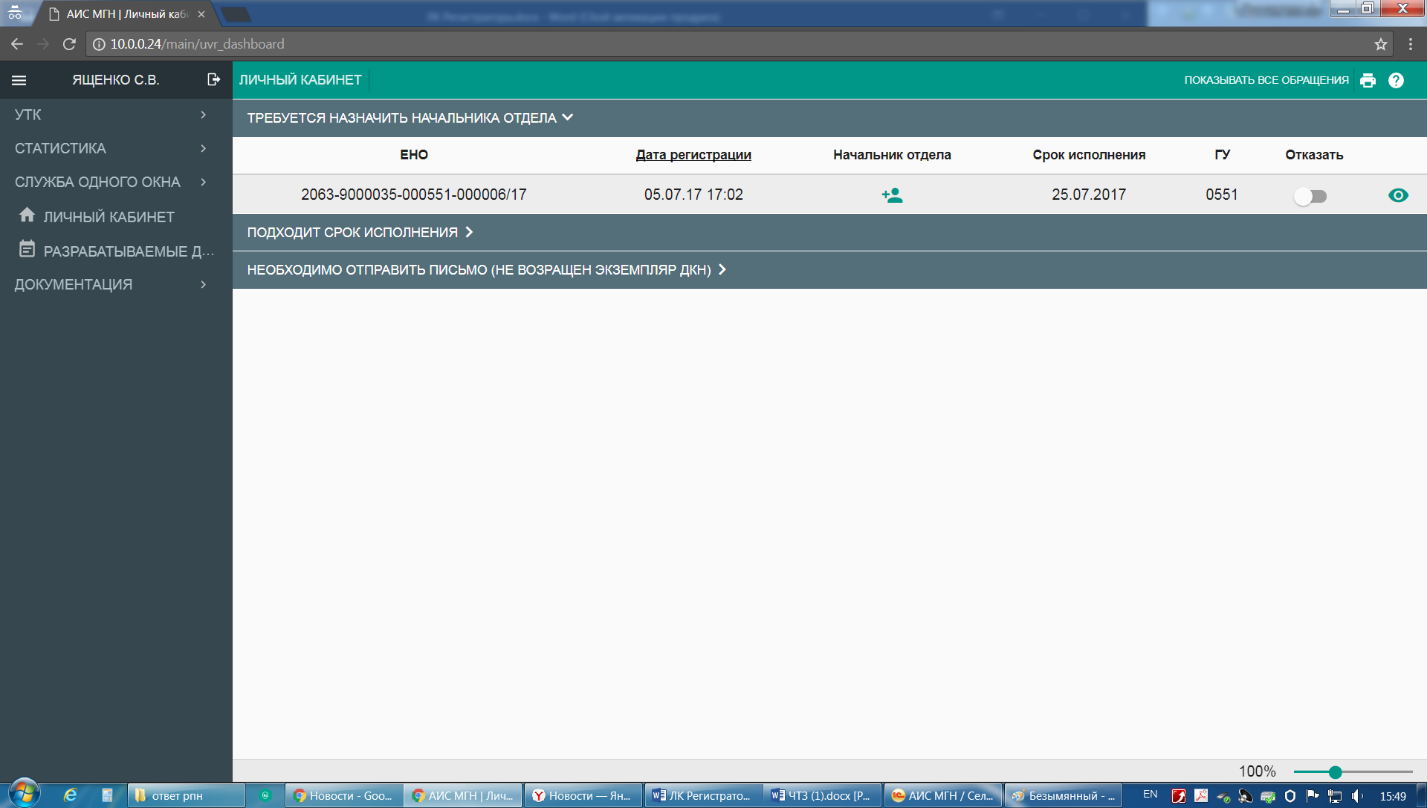 АИС МГН | Личный каби
10.0.0.24/main/uvr_dashboard
ЯЩЕНКО С.В.
ЛИЧНЫЙ КАБИНЕТ
ПОКАЗЫВАТЬ ВСЕ ОБРАЩЕНИЯ
УТК
СТАТИСТИКА
СЛУЖБА ОДНОГО ОКНА
ЛИЧНЫЙ КАБИНЕТ
РАЗРАБАТЫВАЕМЫЕ Д...
ДОКУМЕНТАЦИЯ
ТРЕБУЕТСЯ НАЗНАЧИТЬ НАЧАЛЬНИКА ОТДЕЛА
ЕНО Дата регистрации Начальник отдела Срок исполнения ГУ Отказать
2063-9000035-000551-000006/17 05.07.17 17:02 25.07.2017 0551
ПОДХОДИТ СРОК ИСПОЛНЕНИЯ
НЕОБХОДИМО ОТПРАВИТЬ ПИСЬМО (НЕ ВОЗРАЩЕН ЭКЗЕМПЛЯР ДКН)
100%
ответ рпн
Новости - Goo...
АИС МГН | Лич...
Новости — Ян...
ЛК Регистрато...
ЧТЗ (1).docx [Р...
АИС МГН / Сел...
Безымянный - ...
EN
15:49